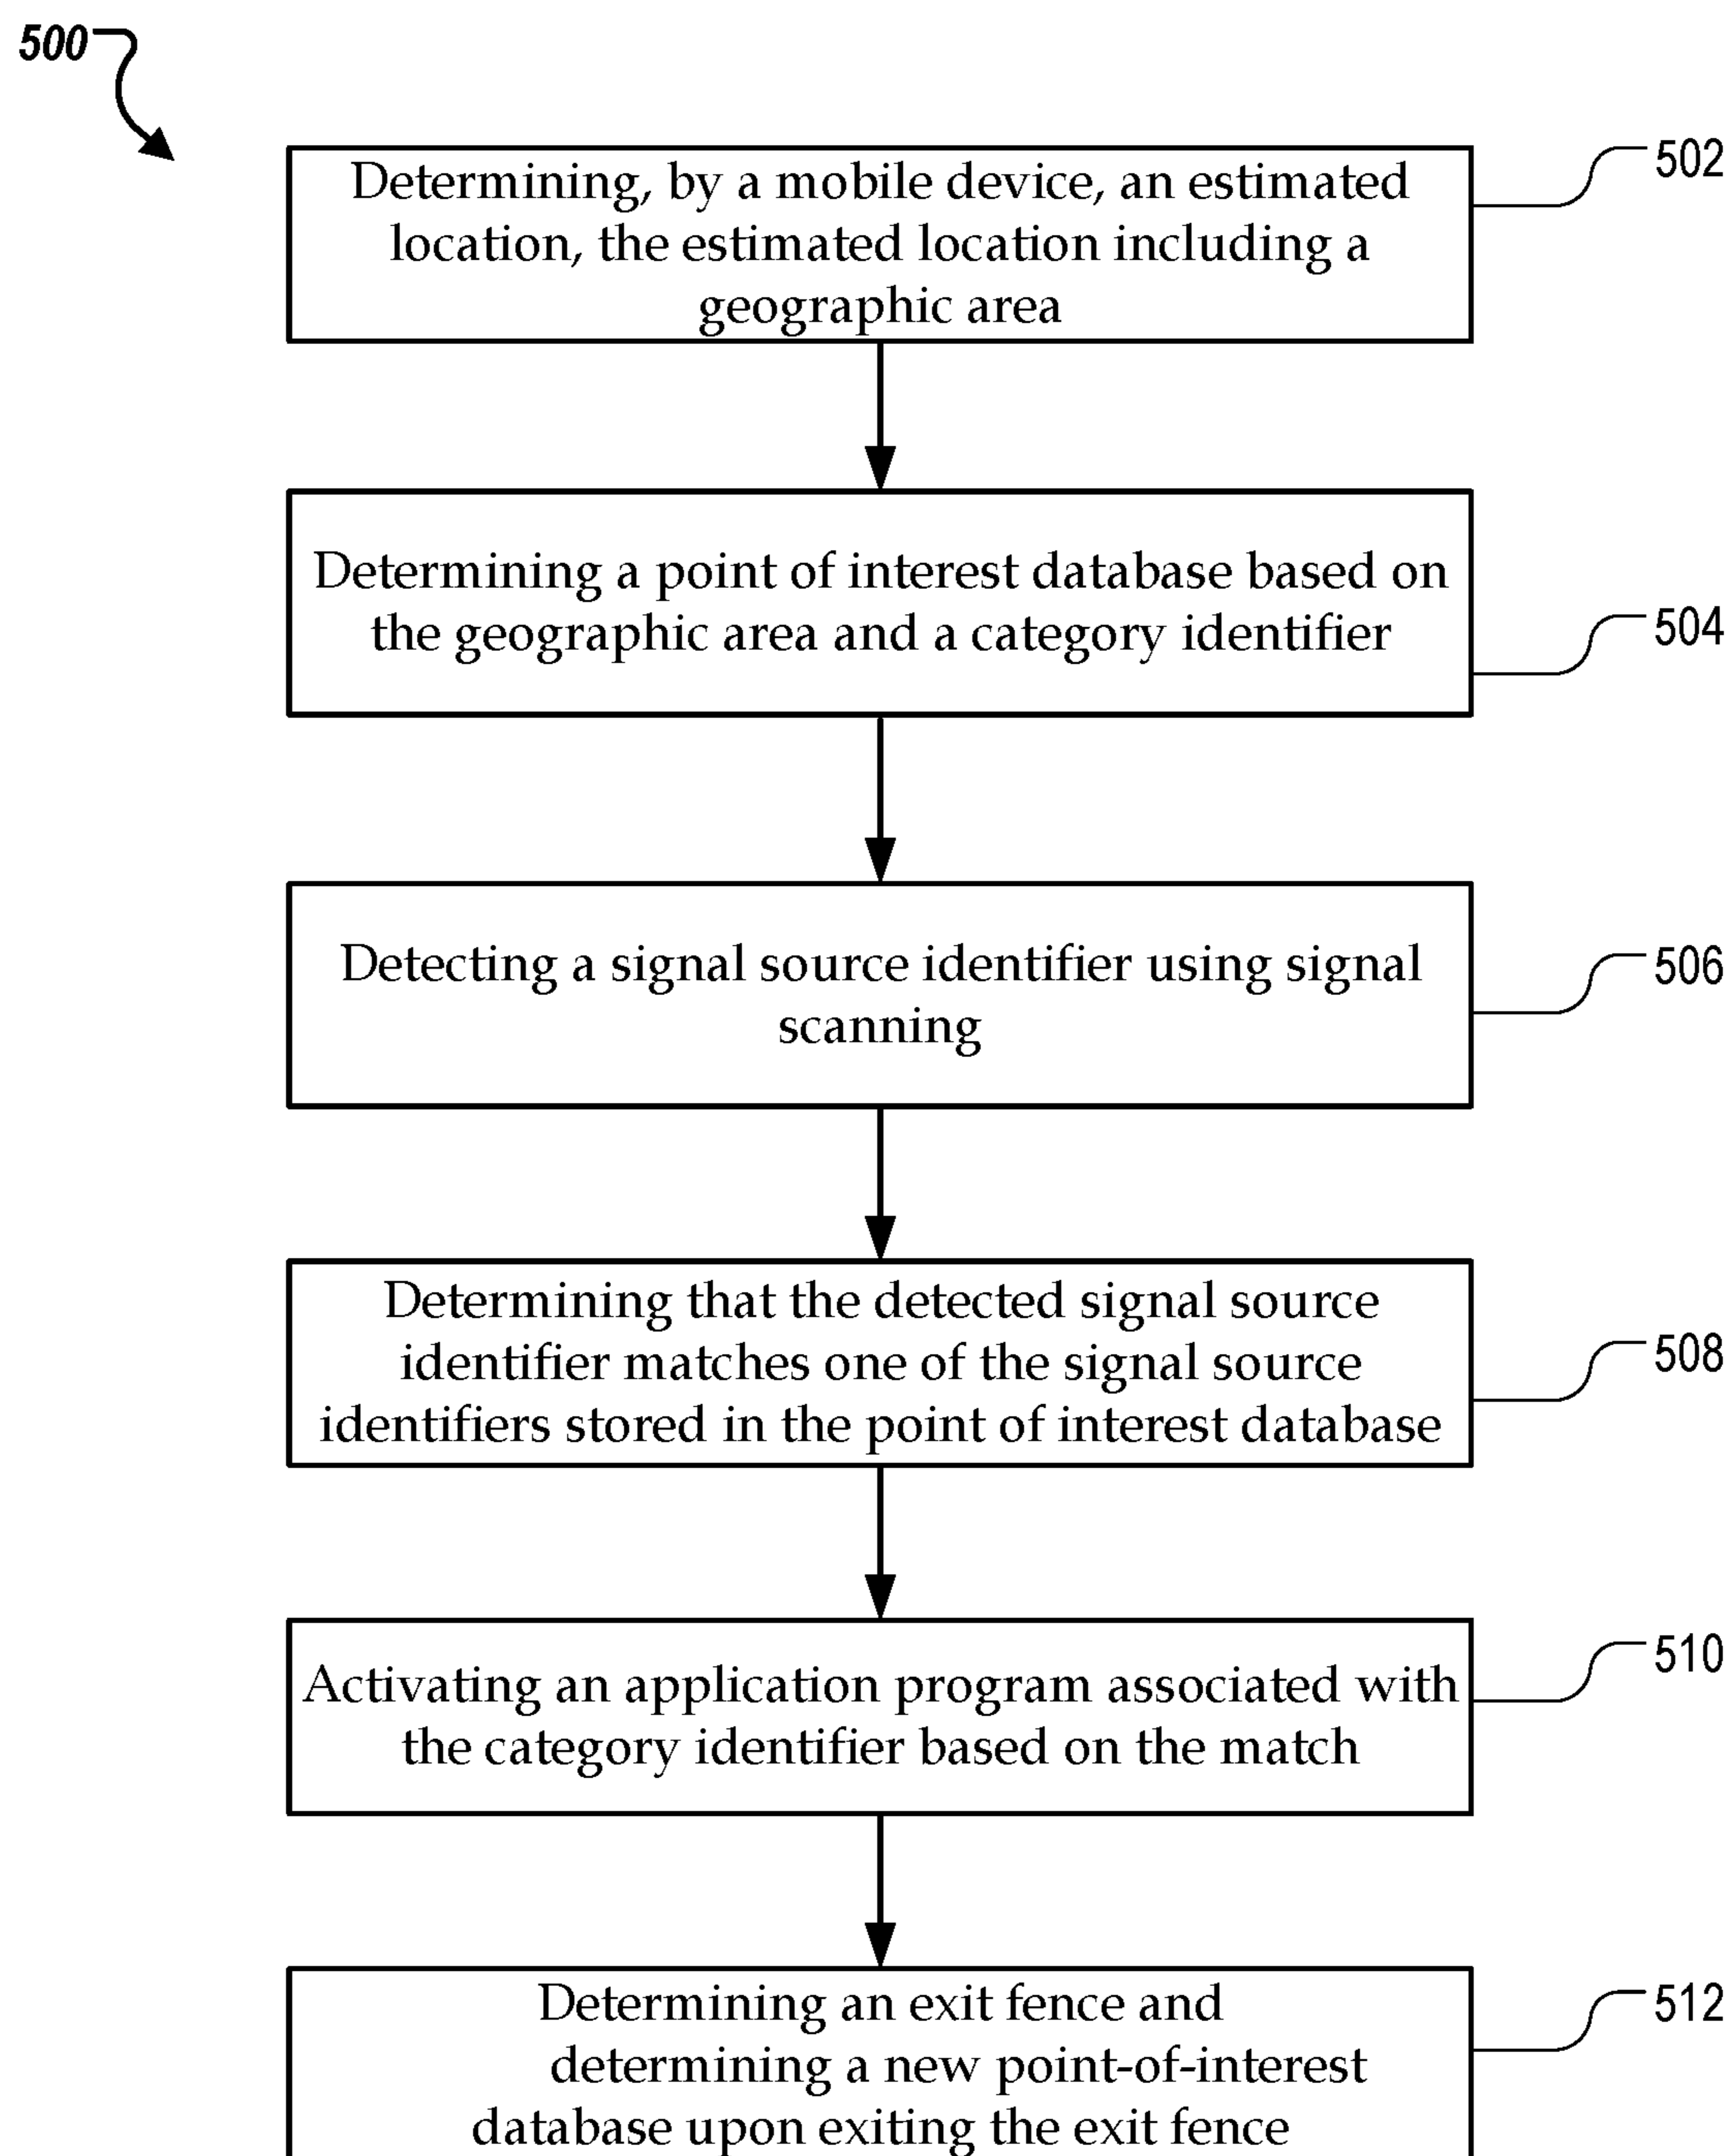 500
Determining, by a mobile device, an estimated
location, the estimated location including a
geographic area
502
Determining a point of interest database based on
the geographic area and a category identifier
504
Detecting a signal source identifier using signal
scanning
506
Determining that the detected signal source
identifier matches one of the signal source
identifiers stored in the point of interest database
508
Activating an application program associated with
the category identifier based on the match
510
Determining an exit fence and
determining a new point-of-interest
database upon exiting the exit fence
512